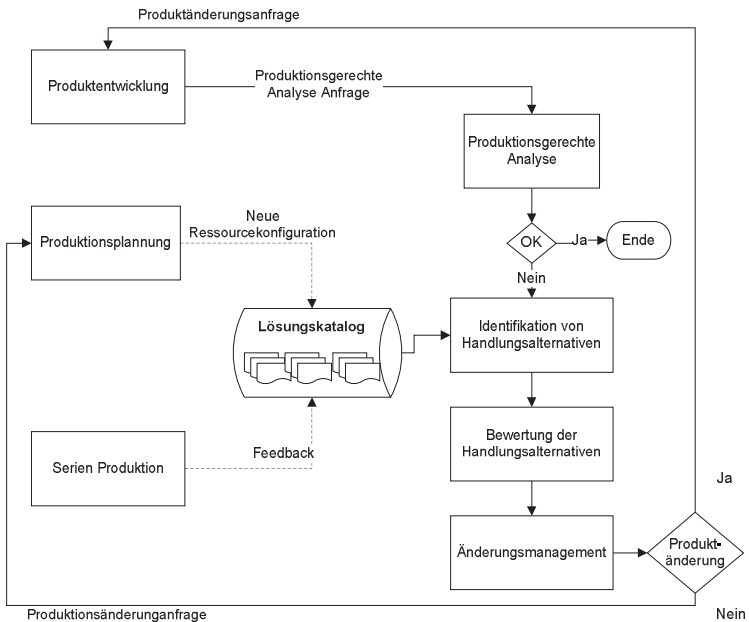 Produktänderungsanfrage
Produktentwicklung
Produktionsgerechte
Analyse Anfrage
Produktionsgerechte
Analyse
OK
Ja
Ende
Nein
Produktionsplannung
Neue
Ressourcekonfiguration
Lösungskatalog
Identifikation von
Handlungsalternativen
Bewertung der
Handlungsalternativen
Serien Produktion
Feedback
Änderungsmanagement
Ja
Produkt-
änderung
Nein
Produktionsänderunganfrage